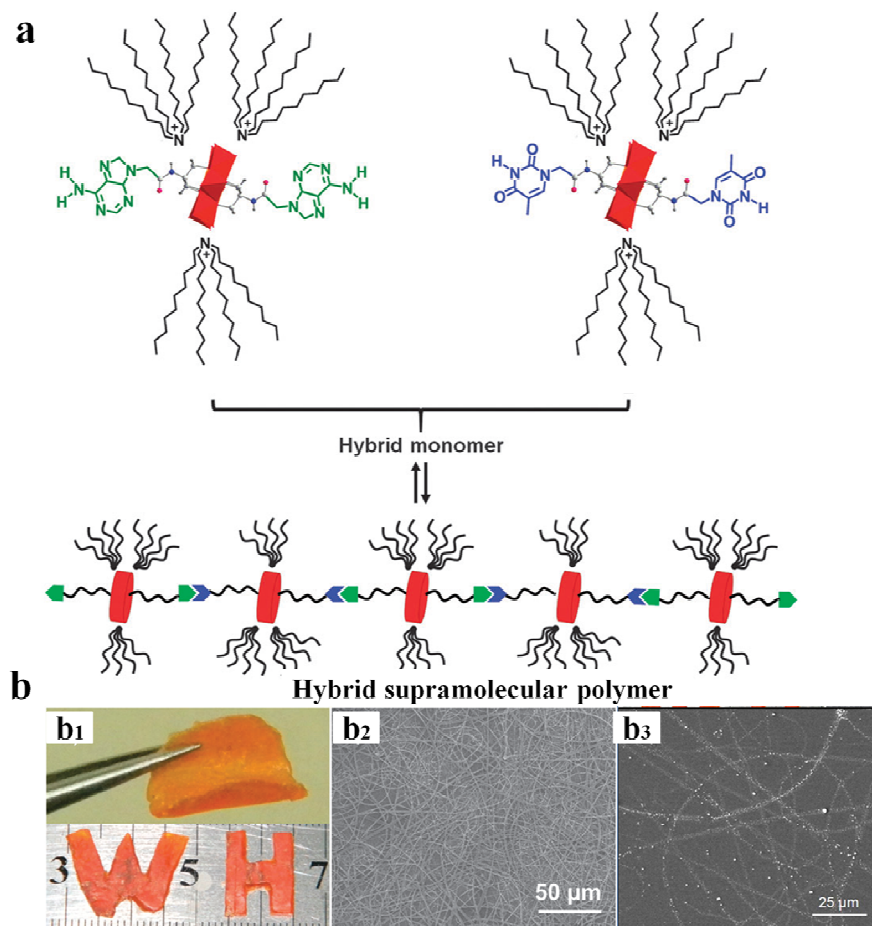 a
+ +
N N
N N
H N N
N N
H
N N H
N N
N H
N
+
+ +
N N
O
H N N
O
O
N N H
O
N
+
Hybrid monomer
Hybrid supramolecular polymer
b
b1
b2
b3
3 5 7
W H
50 μm
25 μm